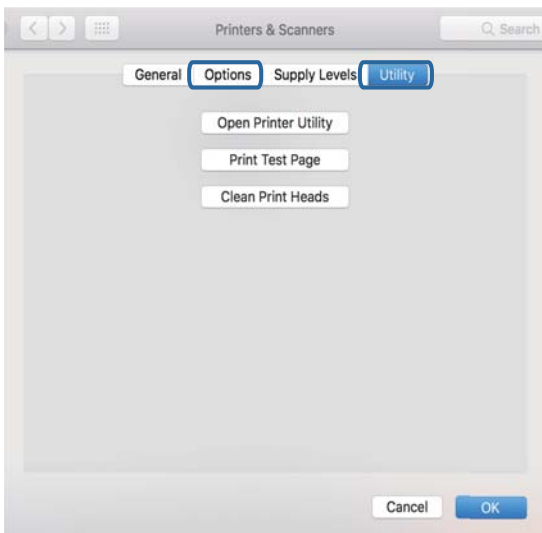 Printers & Scanners Search
General Options Supply Levels Utility
Open Printer Utility
Print Test Page
Clean Print Heads
Cancel OK